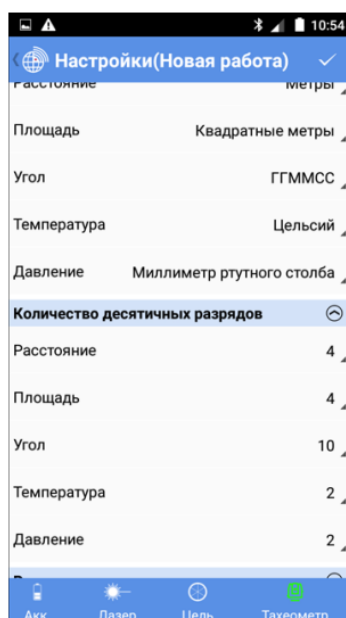 10:54
Настройки(Новая работа)
Расстояние Метры
Площадь Квадратные метры
Угол ГГММСС
Температура Цельсий
Давление Миллиметр ртутного столба
Количество десятичных разрядов
Расстояние 4
Площадь 4
Угол 10
Температура 2
Давление 2
Акк. Лазер Цель Тахеометр